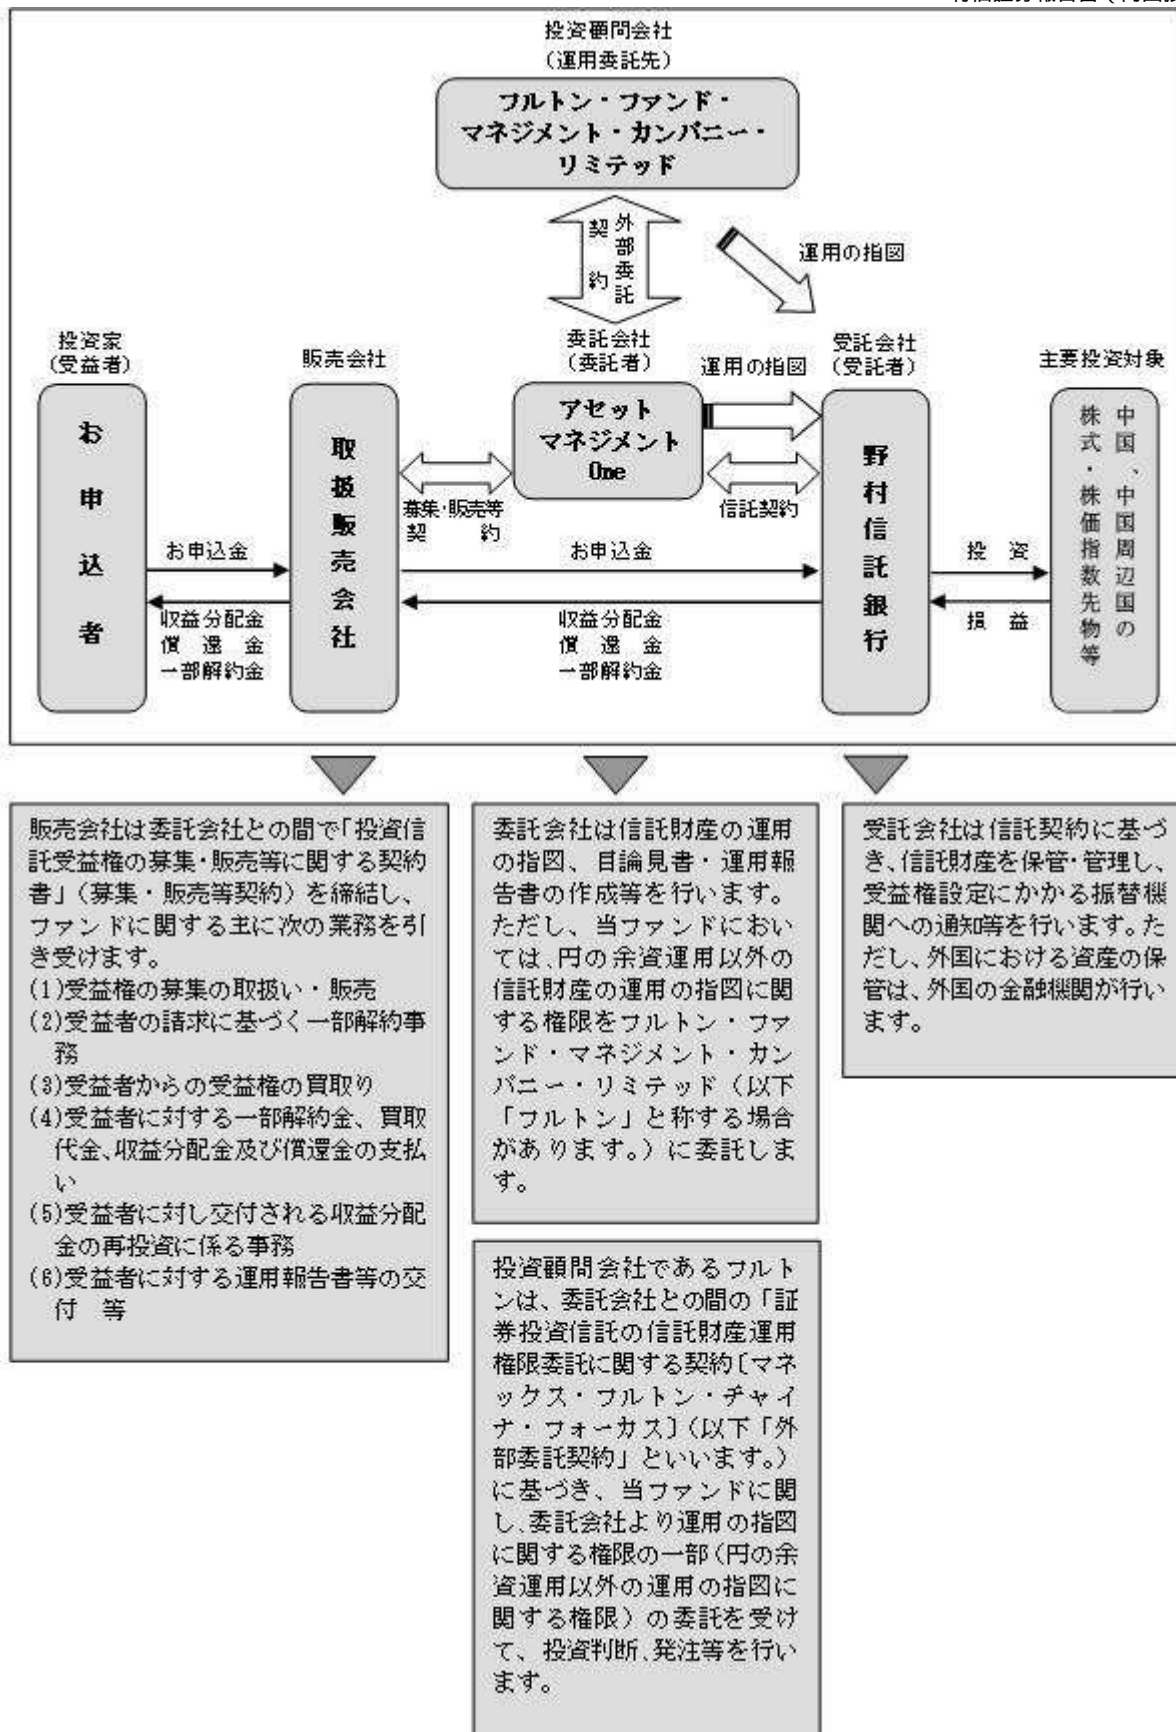 投資顧問会社
(運用委託先)
フルトン・ファンド・
マネジメント・カンパニー・
リミテッド
外部委託
契約
運用の指図
投資家
(受益者)
販売会社
委託会社
(委託者)
運用の指図
受託会社
(受託者)
主要投資対象
お申込者
取扱販売会社
アセット
マネジメント
One
野村信託銀行
中国、中国周辺国の
株式・株価指数先物等
募集・販売等
契約
信託契約
お申込金
お申込金
投資
収益分配金
償還金
一部解約金
収益分配金
償還金
一部解約金
損益
販売会社は委託会社との間で「投資信
託受益権の募集・販売等に関する契約
書」(募集・販売等契約)を締結し、
ファンドに関する主に次の業務を引
き受けます。
(1)受益権の募集の取扱い・販売
(2)受益者の請求に基づく一部解約事
務
(3)受益者からの受益権の買取り
(4)受益者に対する一部解約金、買取
代金、収益分配金及び償還金の支払
い
(5)受益者に対し交付される収益分配
金の再投資に係る事務
(6)受益者に対する運用報告書等の交
付 等
委託会社は信託財産の運用
の指図、目論見書・運用報
告書の作成等を行います。
ただし、当ファンドにおい
ては、円の余資運用以外の
信託財産の運用の指図に関
する権限をフルトン・ファ
ンド・マネジメント・カン
パニー・リミテッド(以下
「フルトン」と称する場合
があります。)に委託しま
す。
投資顧問会社であるフルト
ンは、委託会社との間の「証
券投資信託の信託財産運用
権限委託に関する契約〔マネ
ックス・フルトン・チャイ
ナ・フォーカス〕(以下「外
部委託契約」といいます。)
に基づき、当ファンドに関
し、委託会社より運用の指図
に関する権限の一部(円の余
資運用以外の運用の指図に
関する権限)の委託を受け
て、投資判断、発注等を行い
ます。
受託会社は信託契約に基づ
き、信託財産を保管・管理し、
受益権設定にかかる振替機
関への通知等を行います。た
だし、外国における資産の保
管は、外国の金融機関が行い
ます。